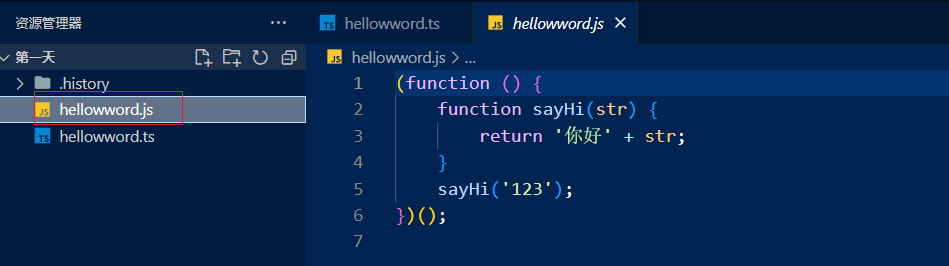 资源管理器
···
TS hellowword.ts
JS hellowword.js ×
第一天
JS hellowword.js > ...
> .history
JS hellowword.js
TS hellowword.ts
1 (function () {
2     function sayHi(str) {
3         return '你好' + str;
4     }
5     sayHi('123');
6 })();
7